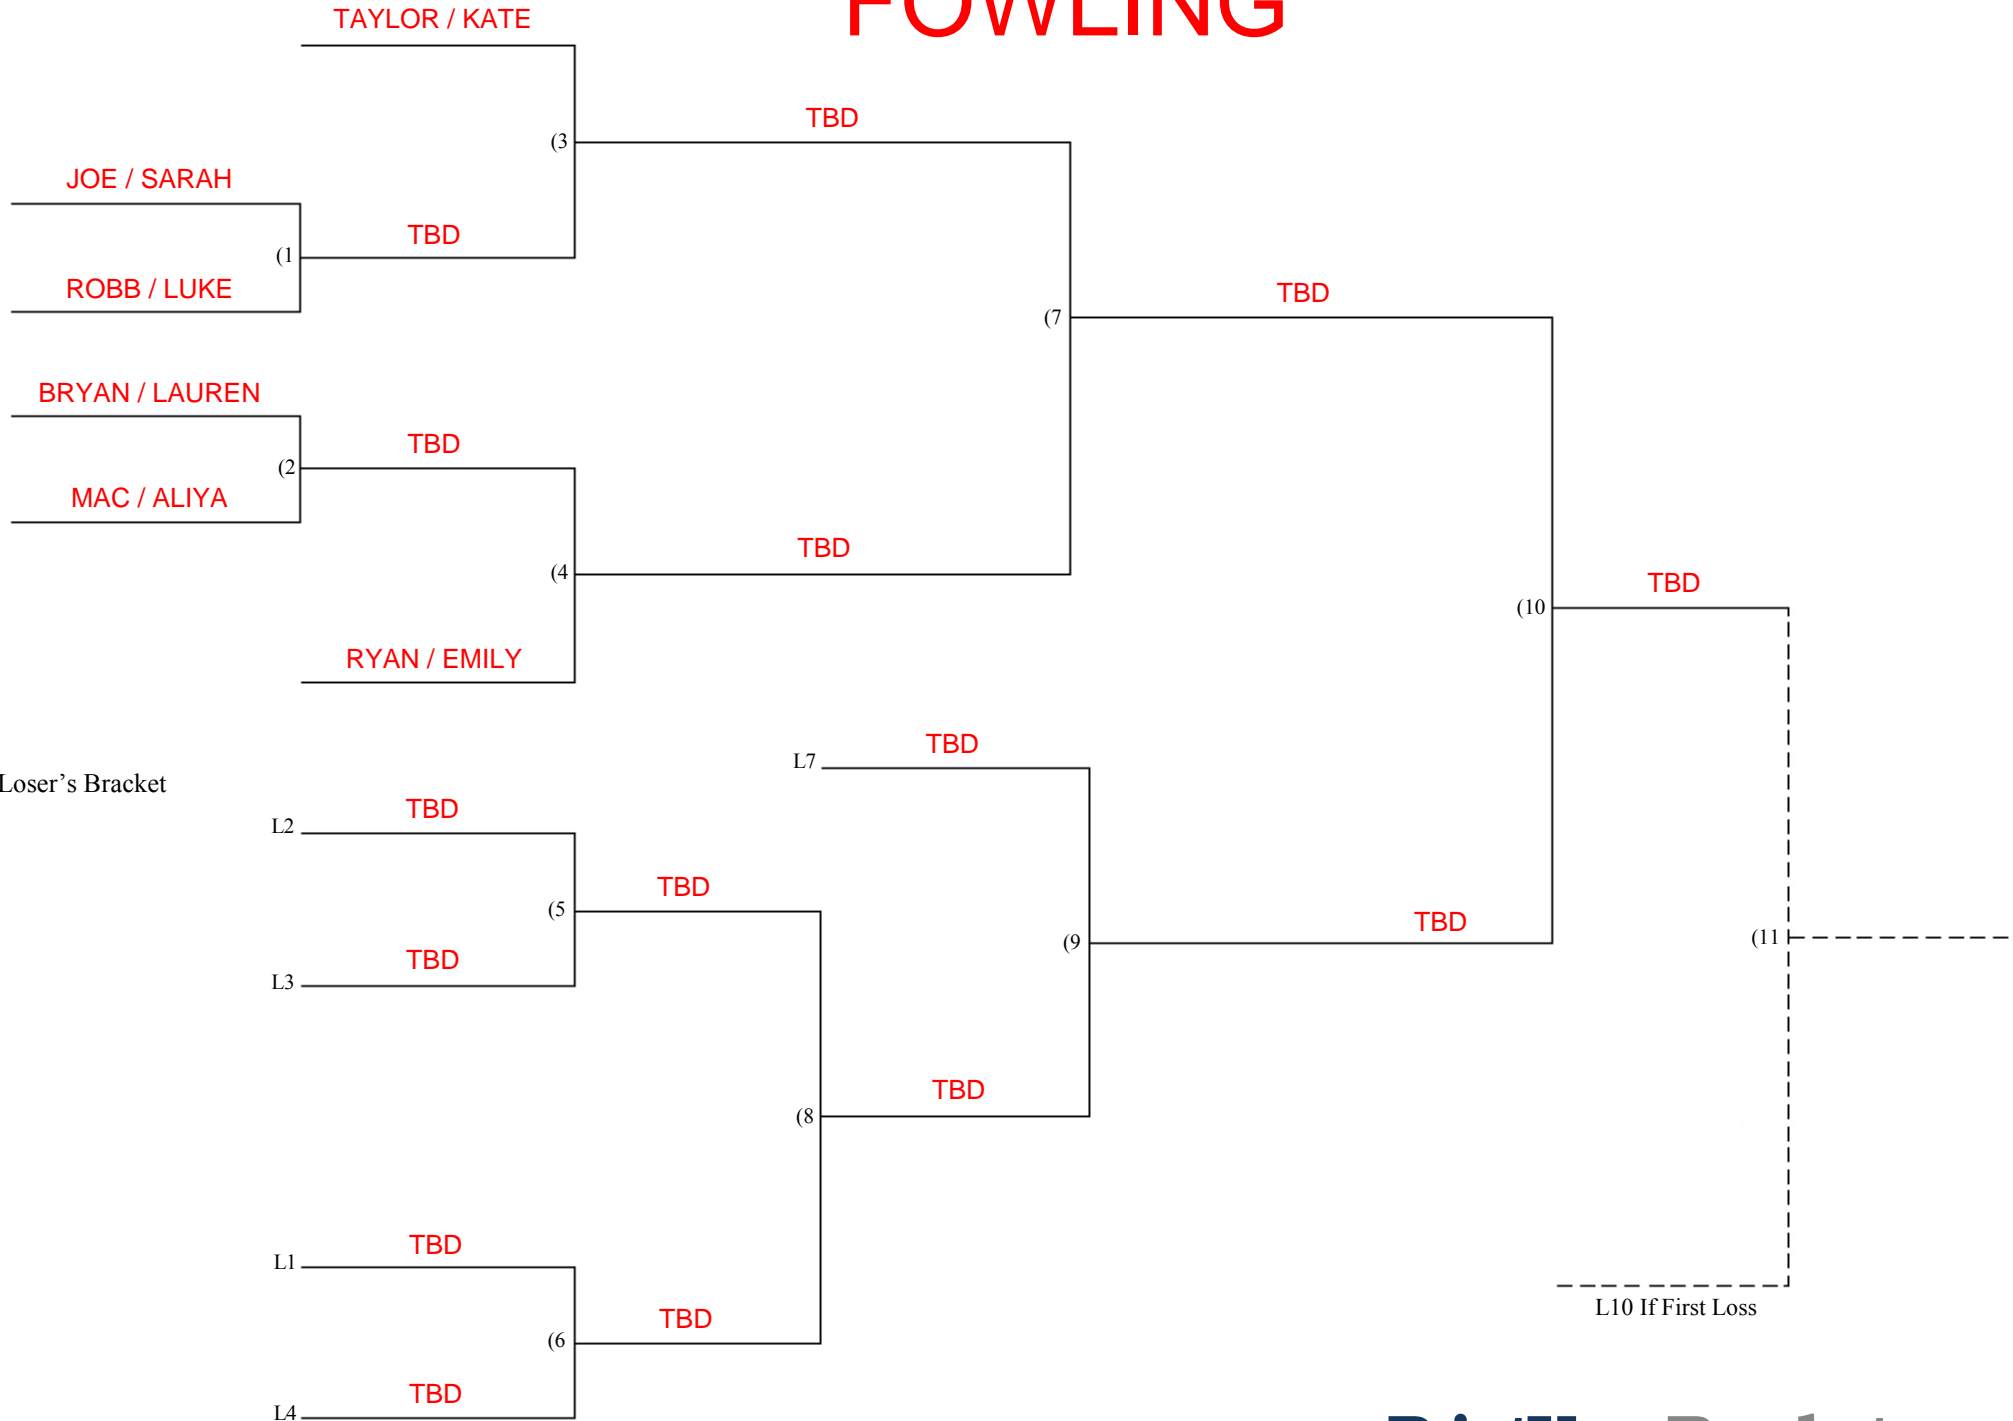 FOWLING
TAYLOR / KATE
(3
TBD
JOE / SARAH
(1
TBD
ROBB / LUKE
(7
TBD
BRYAN / LAUREN
(2
TBD
MAC / ALIYA
(4
TBD
RYAN / EMILY
(10
TBD
Loser's Bracket
L7
TBD
L2
TBD
(5
TBD
L3
TBD
(9
TBD
(11
(8
TBD
L1
TBD
(6
TBD
L4
TBD
L10 If First Loss